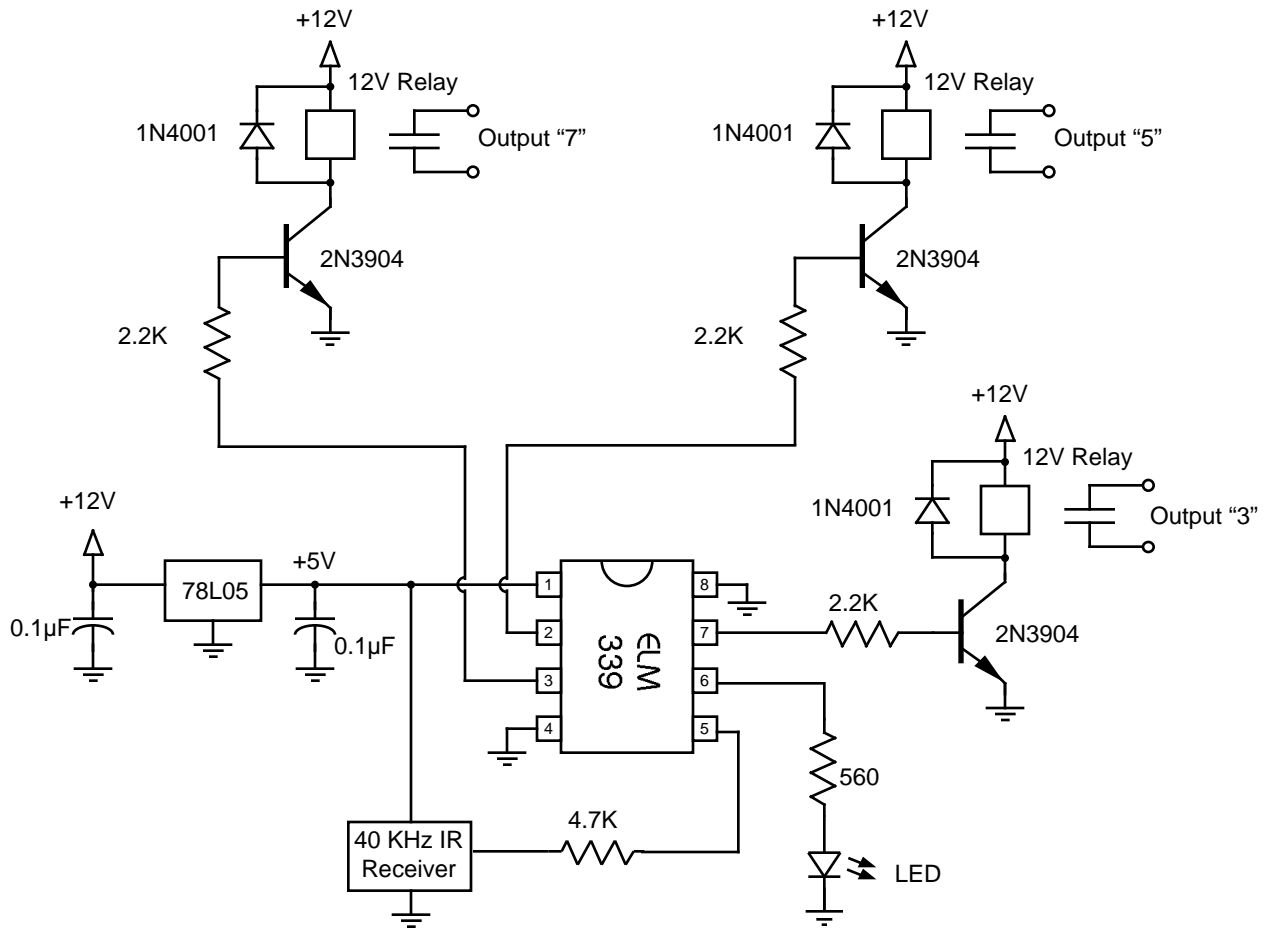 +12V
12V Relay
1N4001
Output “7”
2N3904
2.2K
+12V
12V Relay
1N4001
Output “5”
2N3904
2.2K
+12V
12V Relay
1N4001
Output “3”
2.2K
2N3904
+12V
78L05
+5V
0.1µF
0.1µF
1
2
3
4
8
7
6
5
ELM
339
560
LED
4.7K
40 KHz IR
Receiver